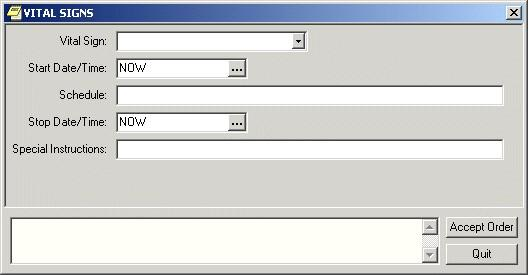 VITAL SIGNS
Vital Sign:
Start Date/Time: NOW ...
Schedule:
Stop Date/Time: NOW ...
Special Instructions:
Accept Order
Quit